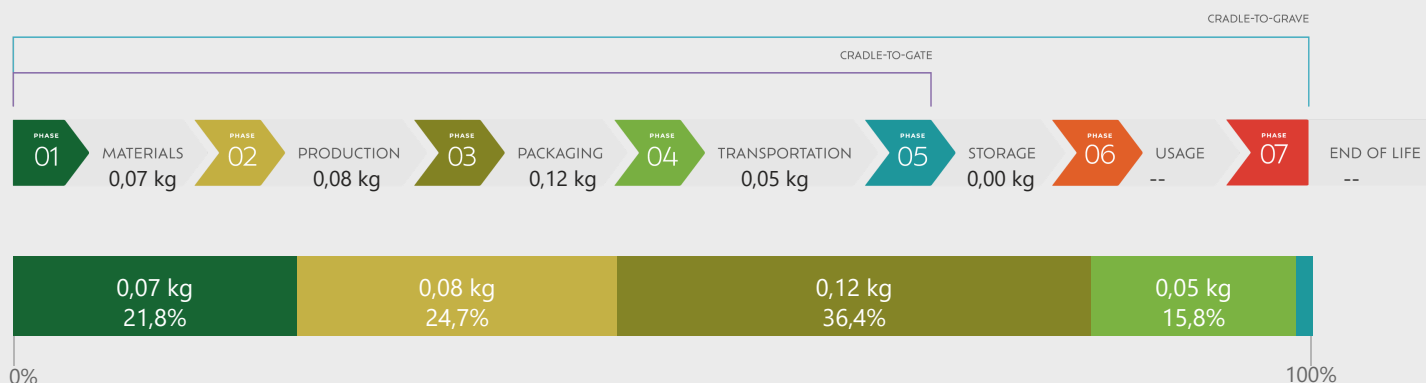 CRADLE-TO-GRAVE
CRADLE-TO-GATE
PHASE
01
MATERIALS
0,07 kg
PHASE
02
PRODUCTION
0,08 kg
PHASE
03
PACKAGING
0,12 kg
PHASE
04
TRANSPORTATION
0,05 kg
PHASE
05
STORAGE
0,00 kg
PHASE
06
USAGE
--
PHASE
07
END OF LIFE
--
0,07 kg
21,8%
0,08 kg
24,7%
0,12 kg
36,4%
0,05 kg
15,8%
0%
100%